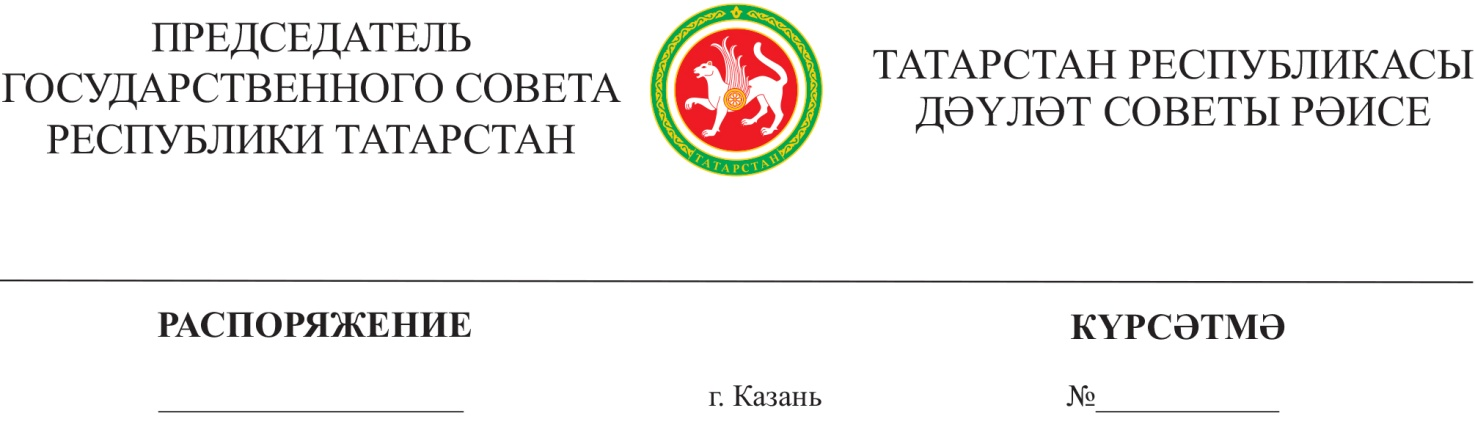 ПРЕДСЕДАТЕЛЬ
ГОСУДАРСТВЕННОГО СОВЕТА
РЕСПУБЛИКИ ТАТАРСТАН
ТАТАРСТАН
ТАТАРСТАН РЕСПУБЛИКАСЫ
ДӘҮЛӘТ СОВЕТЫ РӘИСЕ
РАСПОРЯЖЕНИЕ
КҮРСӘТМӘ
г. Казань
№